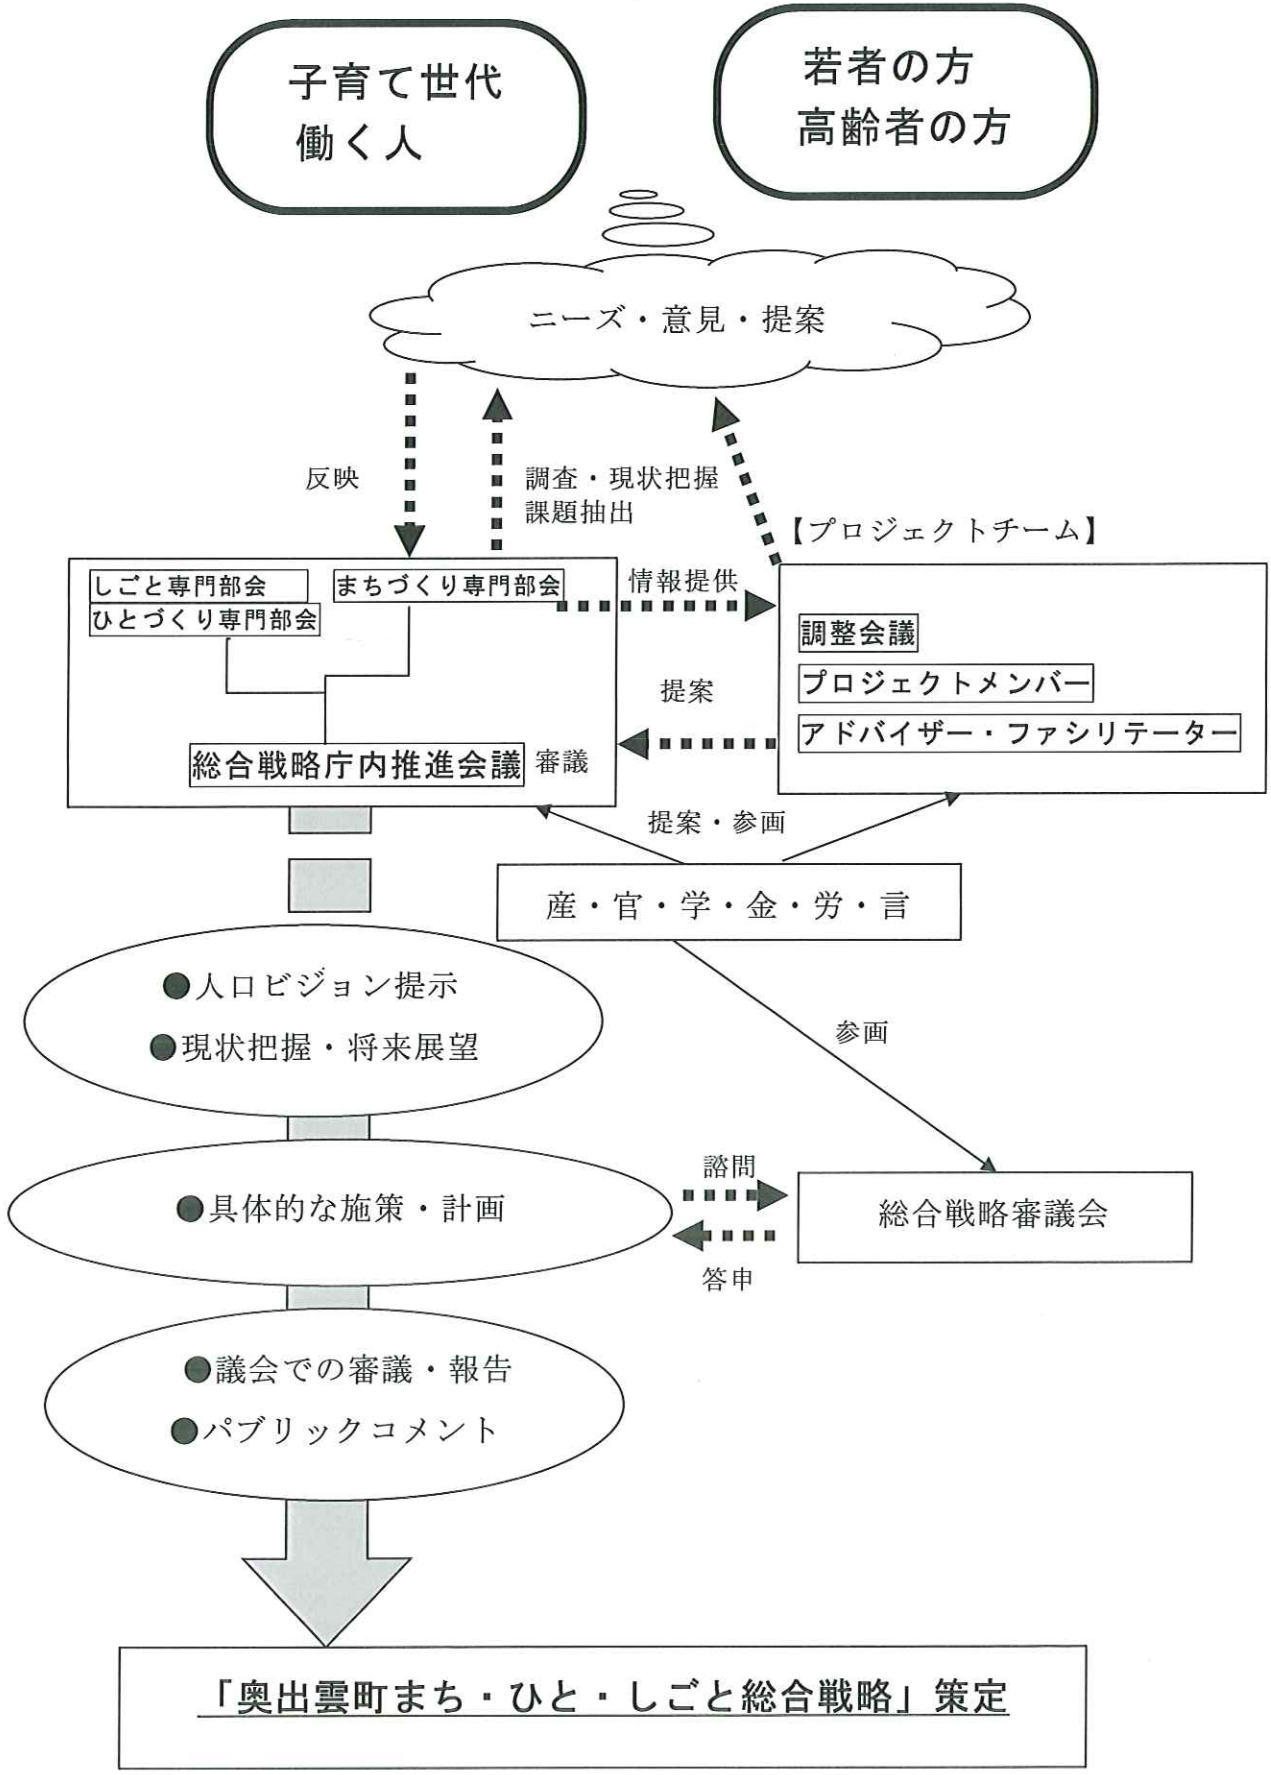 子育て世代
働く人
若者の方
高齢者の方
ニーズ・意見・提案
反映
調査・現状把握
課題抽出
【プロジェクトチーム】
しごと専門部会
まちづくり専門部会
ひとづくり専門部会
情報提供
調整会議
プロジェクトメンバー
提案
アドバイザー・ファシリテーター
総合戦略庁内推進会議
審議
提案・参画
産・官・学・金・労・言
●人口ビジョン提示
●現状把握・将来展望
参画
諮問
●具体的な施策・計画
総合戦略審議会
答申
●議会での審議・報告
●パブリックコメント
「奥出雲町まち・ひと・しごと総合戦略」策定